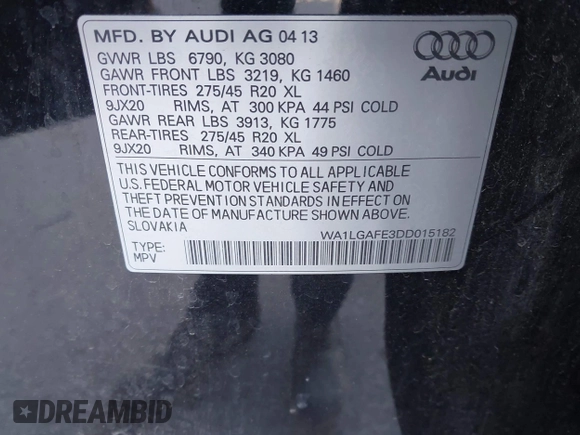 MFD. BY AUDI AG 04 13
GVWR LBS 6790, KG 3080
GAWR FRONT LBS 3219, KG 1460
FRONT-TIRES 275/45 R20 XL
9JX20 RIMS, AT 300 KPA 44 PSI COLD
GAWR REAR LBS 3913, KG 1775
REAR-TIRES 275/45 R20 XL
9JX20 RIMS, AT 340 KPA 49 PSI COLD
Audi
THIS VEHICLE CONFORMS TO ALL APPLICABLE
U.S. FEDERAL MOTOR VEHICLE SAFETY AND
THEFT PREVENTION STANDARDS IN EFFECT ON
THE DATE OF MANUFACTURE SHOWN ABOVE.
SLOVAKIA
WA1LGAFE3DD015182
TYPE:
MPV
DREAMBID